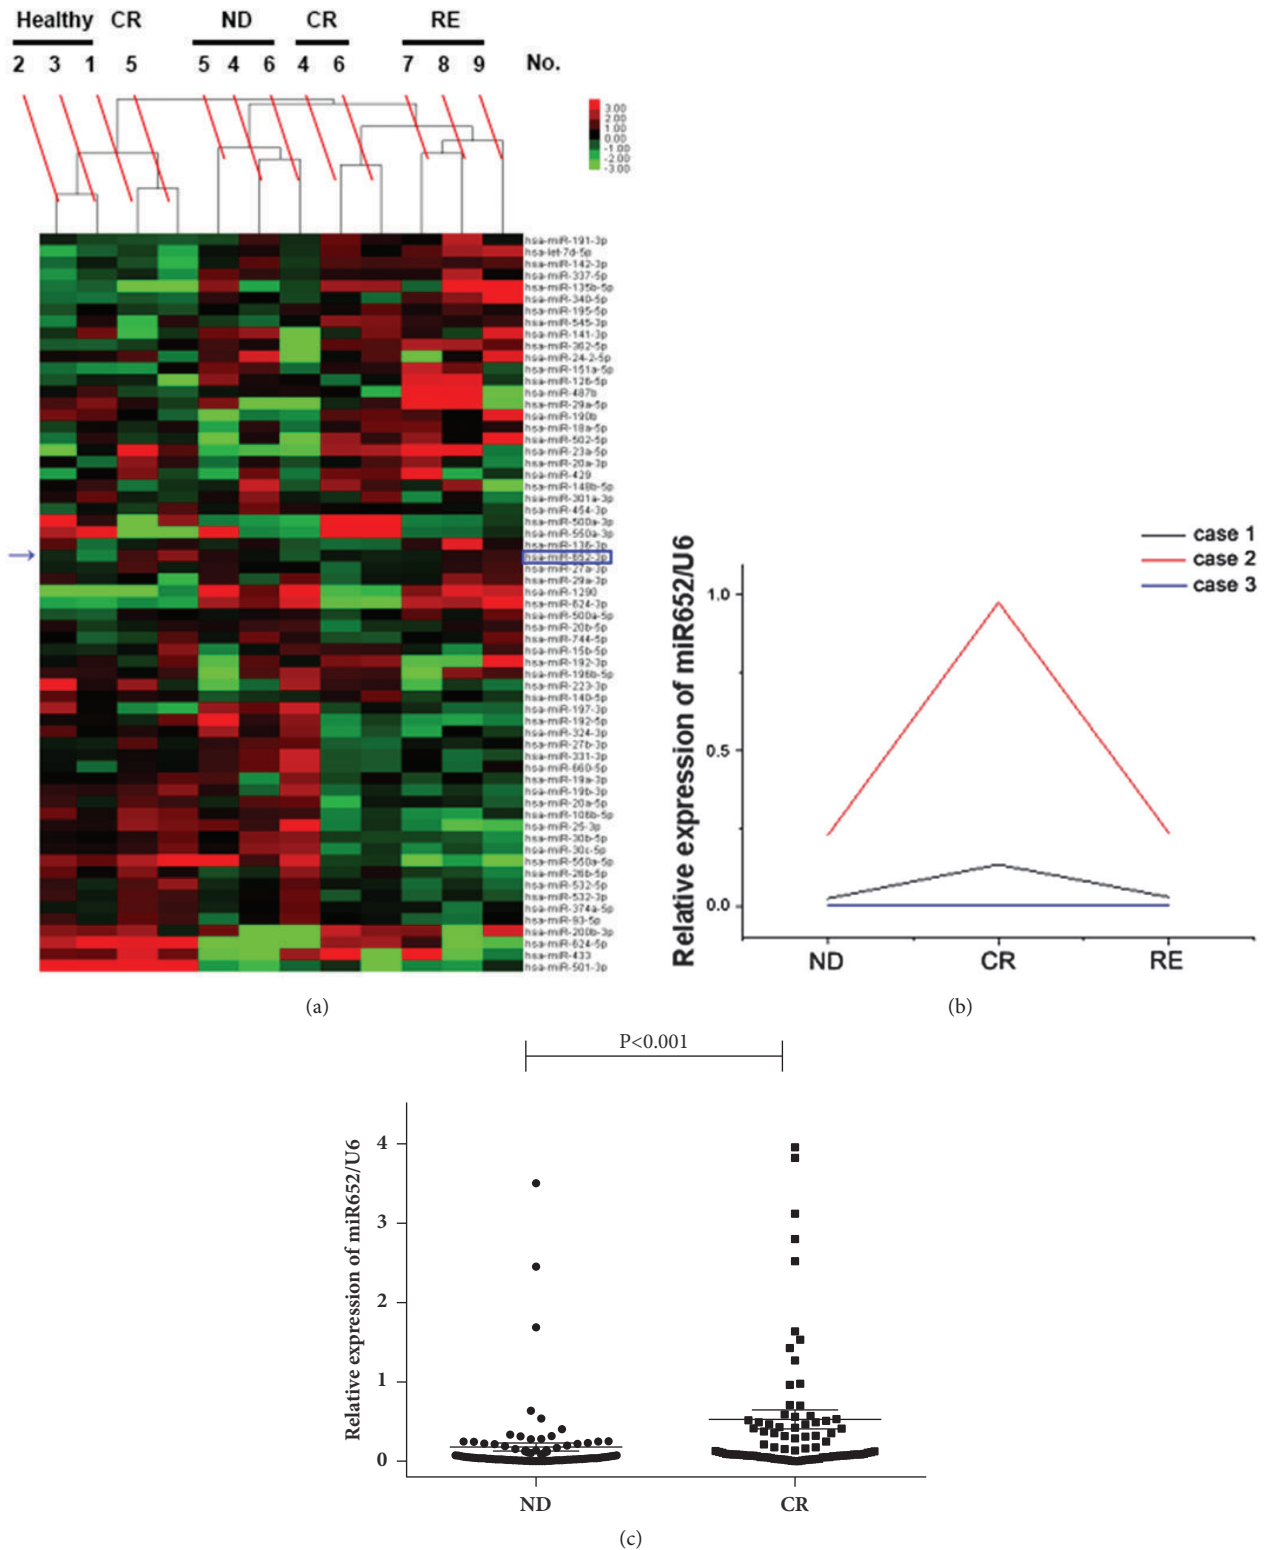 Healthy CR ND CR RE
2 3 1 5 5 4 6 4 6 7 8 9 No.
3.00
2.00
1.00
0.00
-1.00
-2.00
-3.00
hsa-miR-191-3p
hsa-let-7d-5p
hsa-miR-142-3p
hsa-miR-337-5p
hsa-miR-135b-5p
hsa-miR-340-5p
hsa-miR-195-5p
hsa-miR-545-3p
hsa-miR-141-3p
hsa-miR-362-5p
hsa-miR-24-2-5p
hsa-miR-151a-5p
hsa-miR-126-5p
hsa-miR-487b
hsa-miR-29a-5p
hsa-miR-190b
hsa-miR-18a-5p
hsa-miR-502-5p
hsa-miR-23a-5p
hsa-miR-20a-3p
hsa-miR-429
hsa-miR-148b-5p
hsa-miR-301a-3p
hsa-miR-454-3p
hsa-miR-500a-3p
hsa-miR-550a-3p
hsa-miR-136-3p
hsa-miR-652-3p
hsa-miR-27a-3p
hsa-miR-29a-3p
hsa-miR-1290
hsa-miR-624-3p
hsa-miR-500a-5p
hsa-miR-20b-5p
hsa-miR-744-5p
hsa-miR-15b-5p
hsa-miR-192-3p
hsa-miR-196b-5p
hsa-miR-223-3p
hsa-miR-140-5p
hsa-miR-197-3p
hsa-miR-192-5p
hsa-miR-324-3p
hsa-miR-27b-3p
hsa-miR-331-3p
hsa-miR-660-5p
hsa-miR-19a-3p
hsa-miR-19b-3p
hsa-miR-20a-5p
hsa-miR-106b-5p
hsa-miR-25-3p
hsa-miR-30b-5p
hsa-miR-30c-5p
hsa-miR-550a-5p
hsa-miR-26b-5p
hsa-miR-532-5p
hsa-miR-532-3p
hsa-miR-374a-5p
hsa-miR-93-5p
hsa-miR-200b-3p
hsa-miR-624-5p
hsa-miR-433
hsa-miR-501-3p
(a)
case 1
case 2
case 3
Relative expression of miR652/U6
1.0
0.5
0.0
ND CR RE
(b)
P<0.001
Relative expression of miR652/U6
4
3
2
1
0
ND CR
(c)